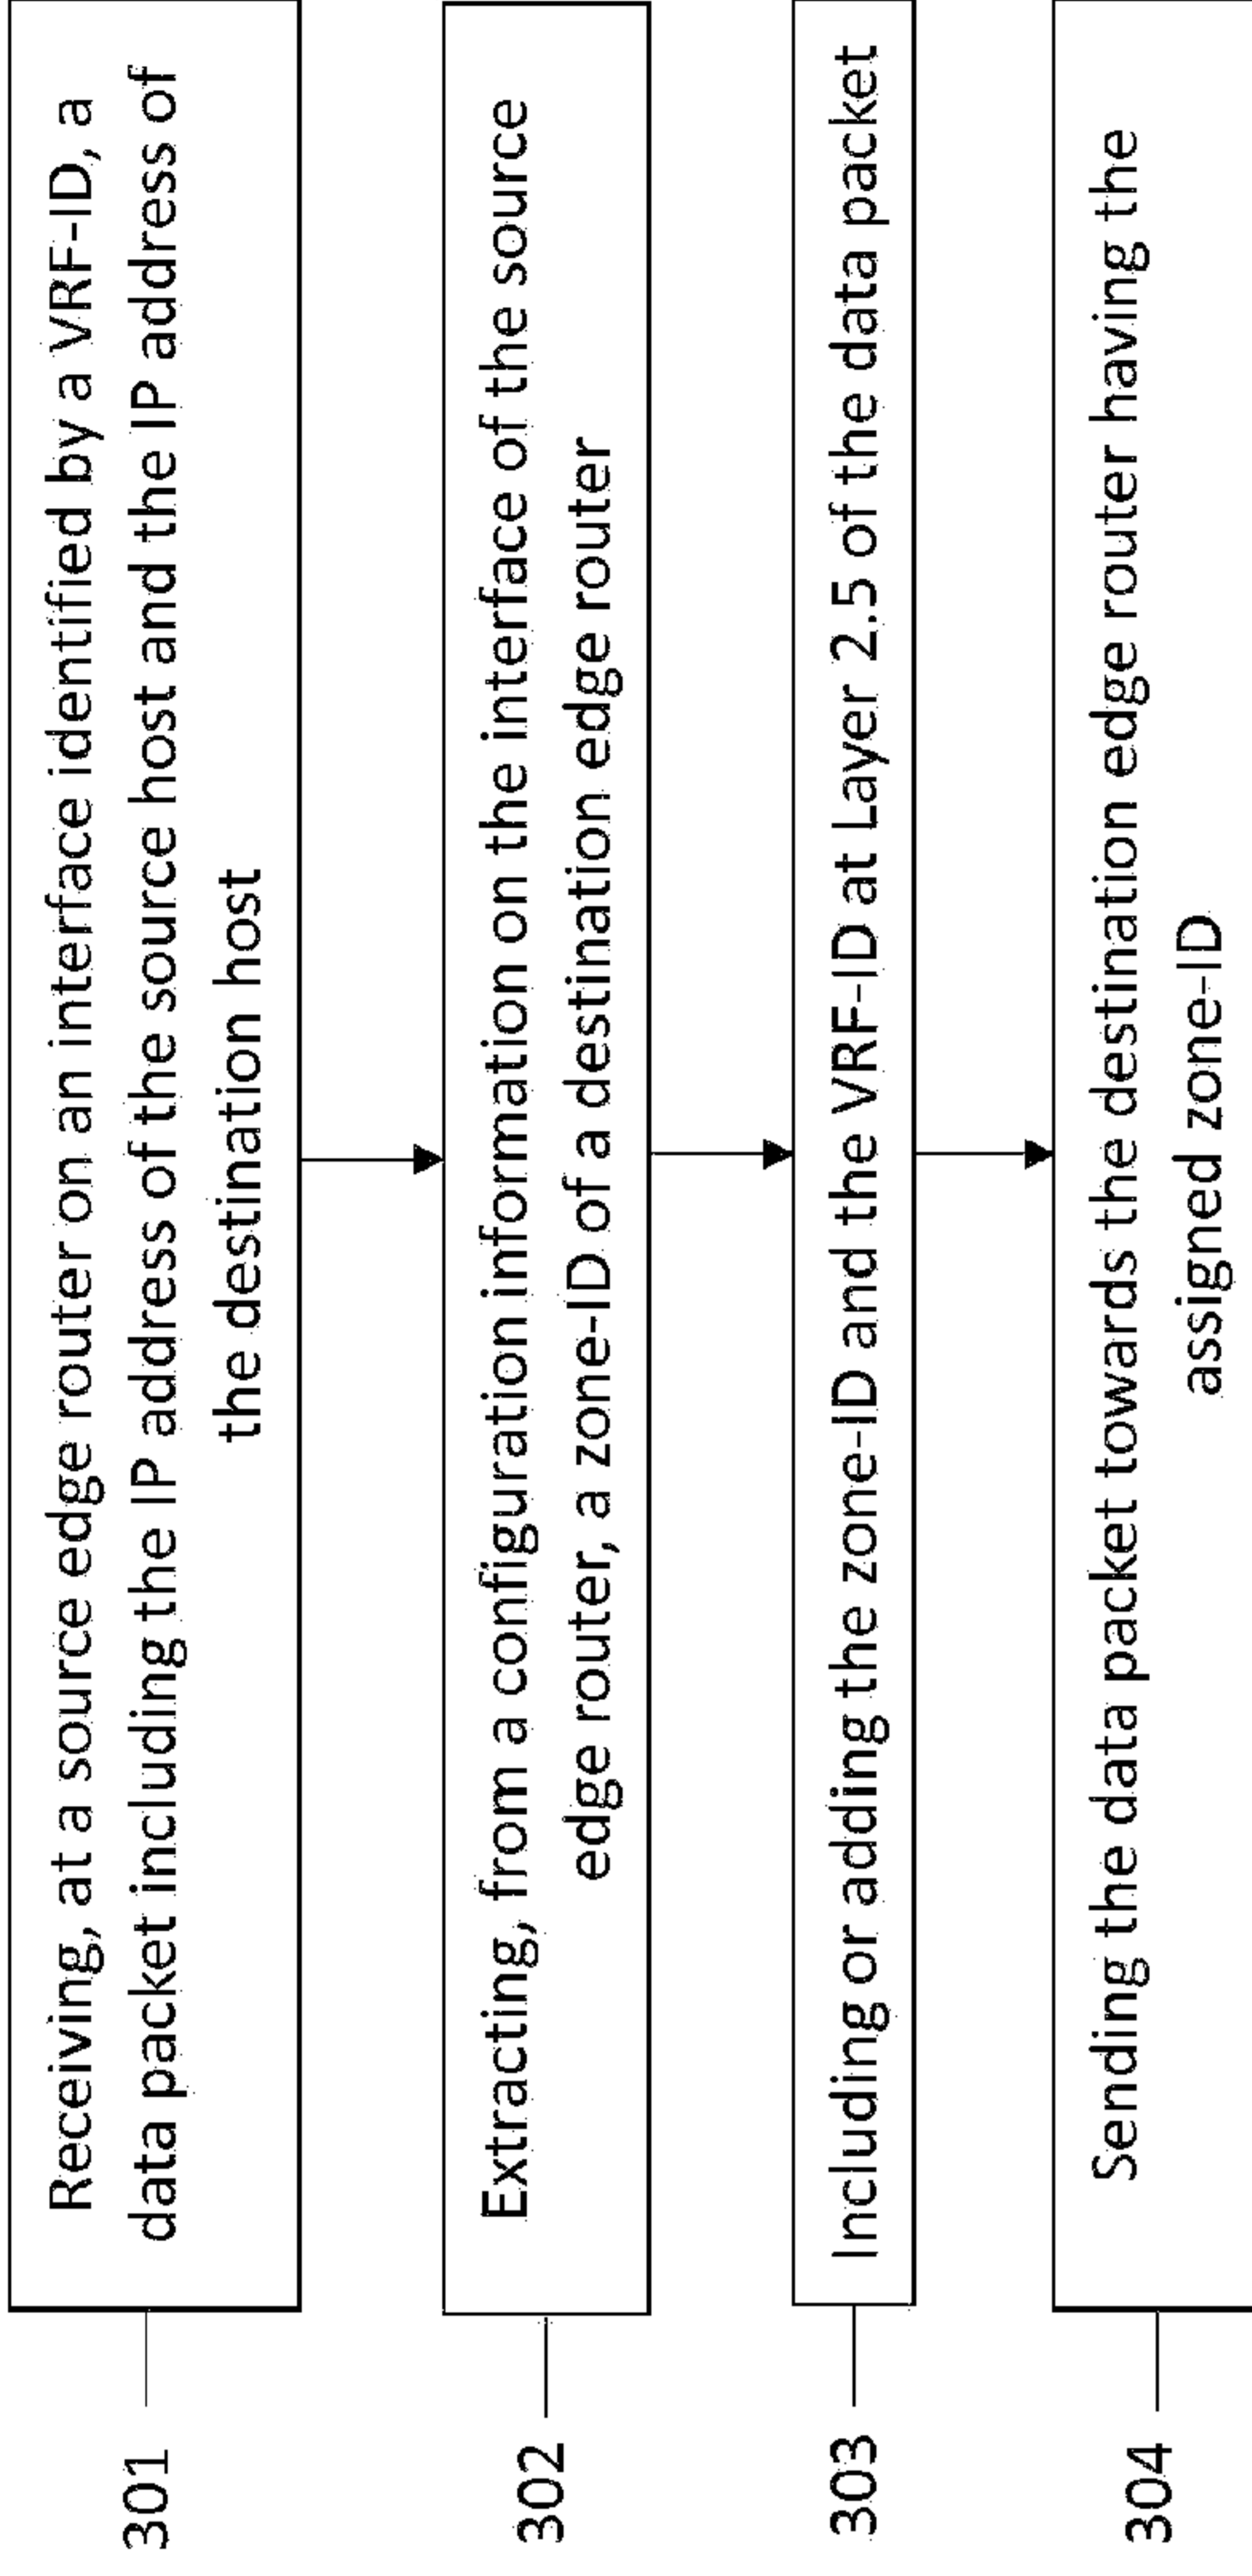 301
Receiving, at a source edge router on an interface identified by a VRF-ID, a
data packet including the IP address of the source host and the IP address of
the destination host
302
Extracting, from a configuration information on the interface of the source
edge router, a zone-ID of a destination edge router
303
Including or adding the zone-ID and the VRF-ID at Layer 2.5 of the data packet
304
Sending the data packet towards the destination edge router having the
assigned zone-ID